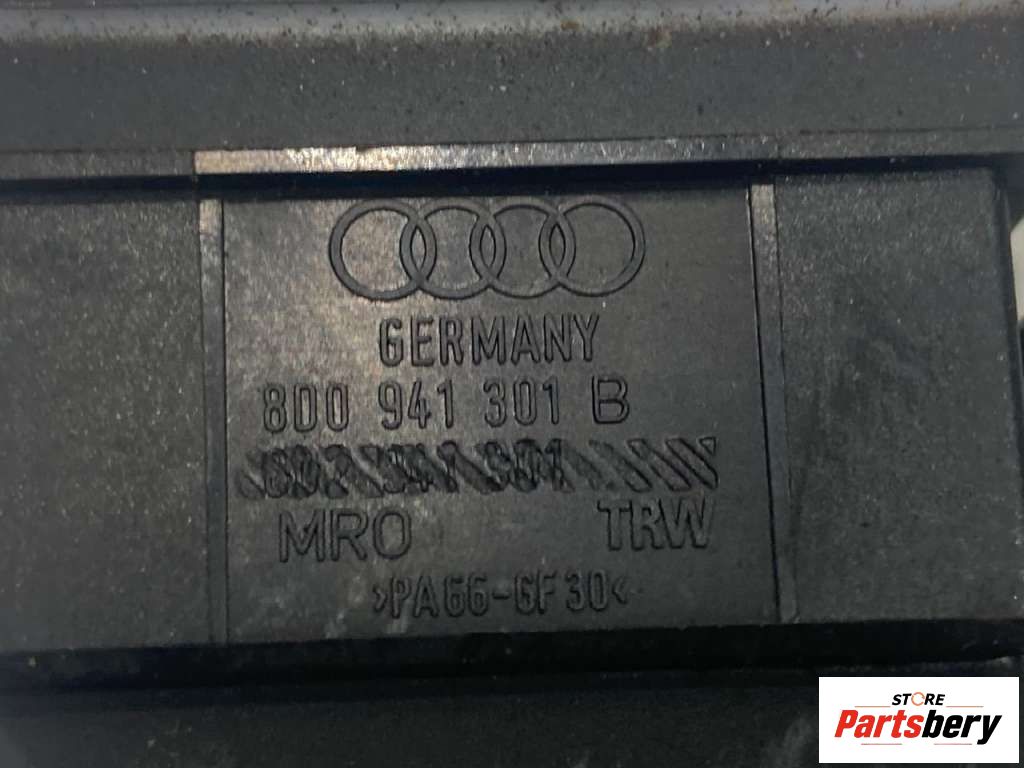 GERMANY
8D0 941 301 B
MRO TRW
>PA66-GF30<
STORE
Partsbery